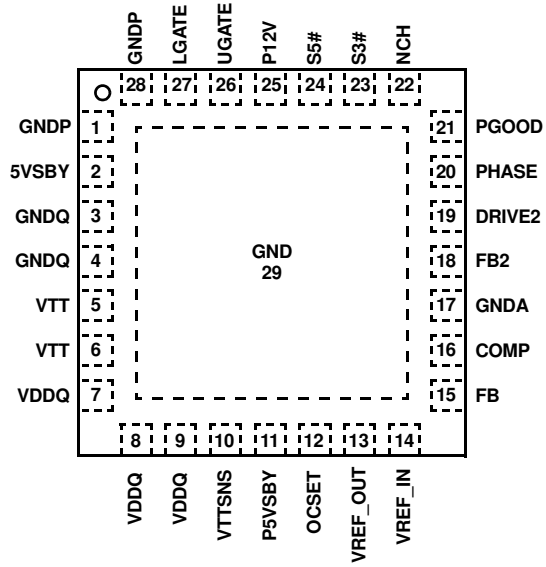 GNDP
LGATE
UGATE
P12V
S5#
S3#
NCH
28
27
26
25
24
23
22
GNDP 1
21 PGOOD
5VSBY 2
20 PHASE
GNDQ 3
19 DRIVE2
GNDQ 4
18 FB2
GND
29
VTT 5
17 GNDA
VTT 6
16 COMP
VDDQ 7
15 FB
8
9
10
11
12
13
14
VDDQ
VDDQ
VTTSNS
P5VSBY
OCSET
VREF_OUT
VREF_IN